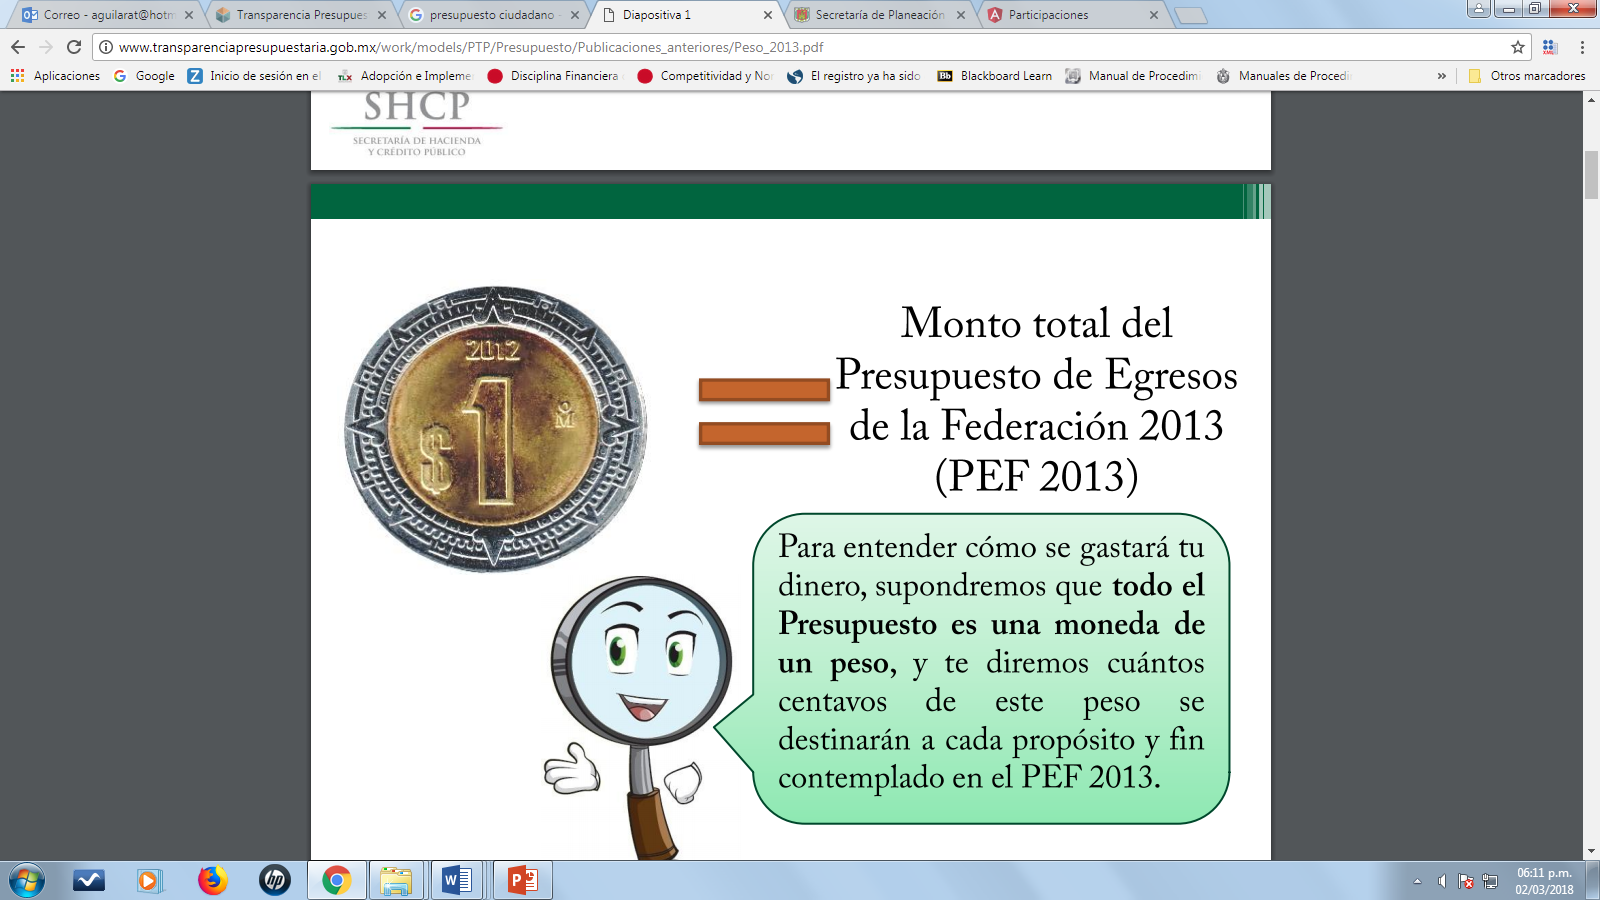 Correo - aguilarat@hotm
Transparencia Presupues
presupuesto ciudadano -
Diapositiva 1
Secretaría de Planeación
Participaciones
www.transparenciapresupuestaria.gob.mx/work/models/PTP/Presupuesto/Publicaciones_anteriores/Peso_2013.pdf
Aplicaciones
Google
Inicio de sesión en el
Adopción e Impleme
Disciplina Financiera
Competitividad y Nor
El registro ya ha sido
Blackboard Learn
Manual de Procedimi
Manuales de Procedi
»
Otros marcadores
SHCP
SECRETARÍA DE HACIENDA
Y CRÉDITO PÚBLICO
2012
$1
M
Monto total del
Presupuesto de Egresos
de la Federación 2013
(PEF 2013)
Para entender cómo se gastará tu
dinero, supondremos que todo el
Presupuesto es una moneda de
un peso, y te diremos cuántos
centavos de este peso se
destinarán a cada propósito y fin
contemplado en el PEF 2013.
06:11 p.m.
02/03/2018